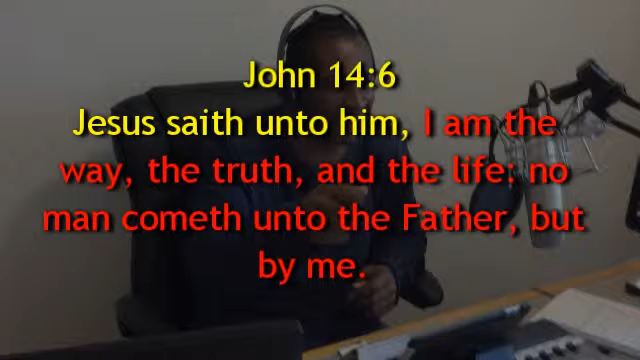 John 14:6
Jesus saith unto him, I am the
way, the truth, and the life: no
man cometh unto the Father, but
by me.